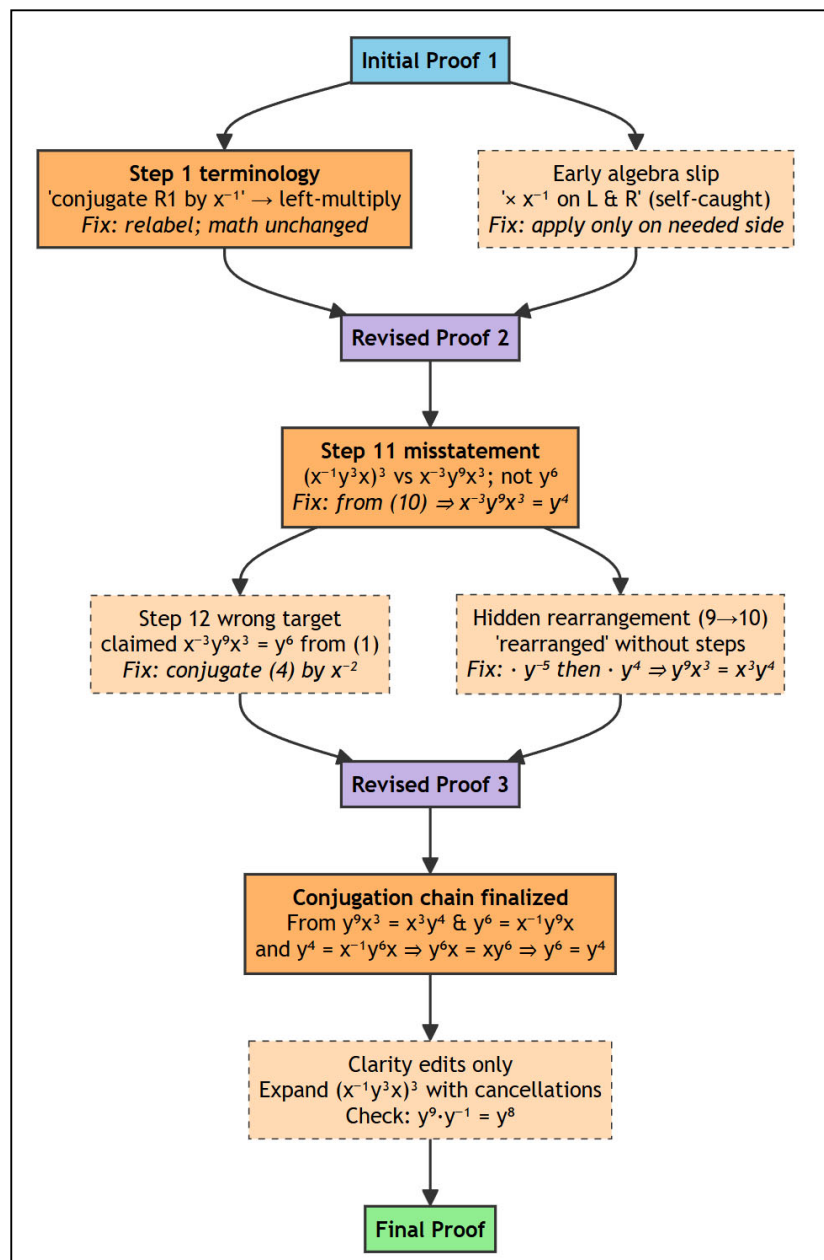 Initial Proof 1
Step 1 terminology
'conjugate R1 by x⁻¹' → left-multiply
Fix: relabel; math unchanged
Early algebra slip
'× x⁻¹ on L & R' (self-caught)
Fix: apply only on needed side
Revised Proof 2
Step 11 misstatement
(x⁻¹y³x)³ vs x⁻³y⁹x³; not y⁶
Fix: from (10) ⇒ x⁻³y⁹x³ = y⁴
Step 12 wrong target
claimed x⁻³y⁹x³ = y⁶ from (1)
Fix: conjugate (4) by x⁻²
Hidden rearrangement (9→10)
'rearranged' without steps
Fix: · y⁻⁵ then · y⁴ ⇒ y⁹x³ = x³y⁴
Revised Proof 3
Conjugation chain finalized
From y⁹x³ = x³y⁴ & y⁶ = x⁻¹y⁹x
and y⁴ = x⁻¹y⁶x ⇒ y⁶x = xy⁶ ⇒ y⁶ = y⁴
Clarity edits only
Expand (x⁻¹y³x)³ with cancellations
Check: y⁹·y⁻¹ = y⁸
Final Proof